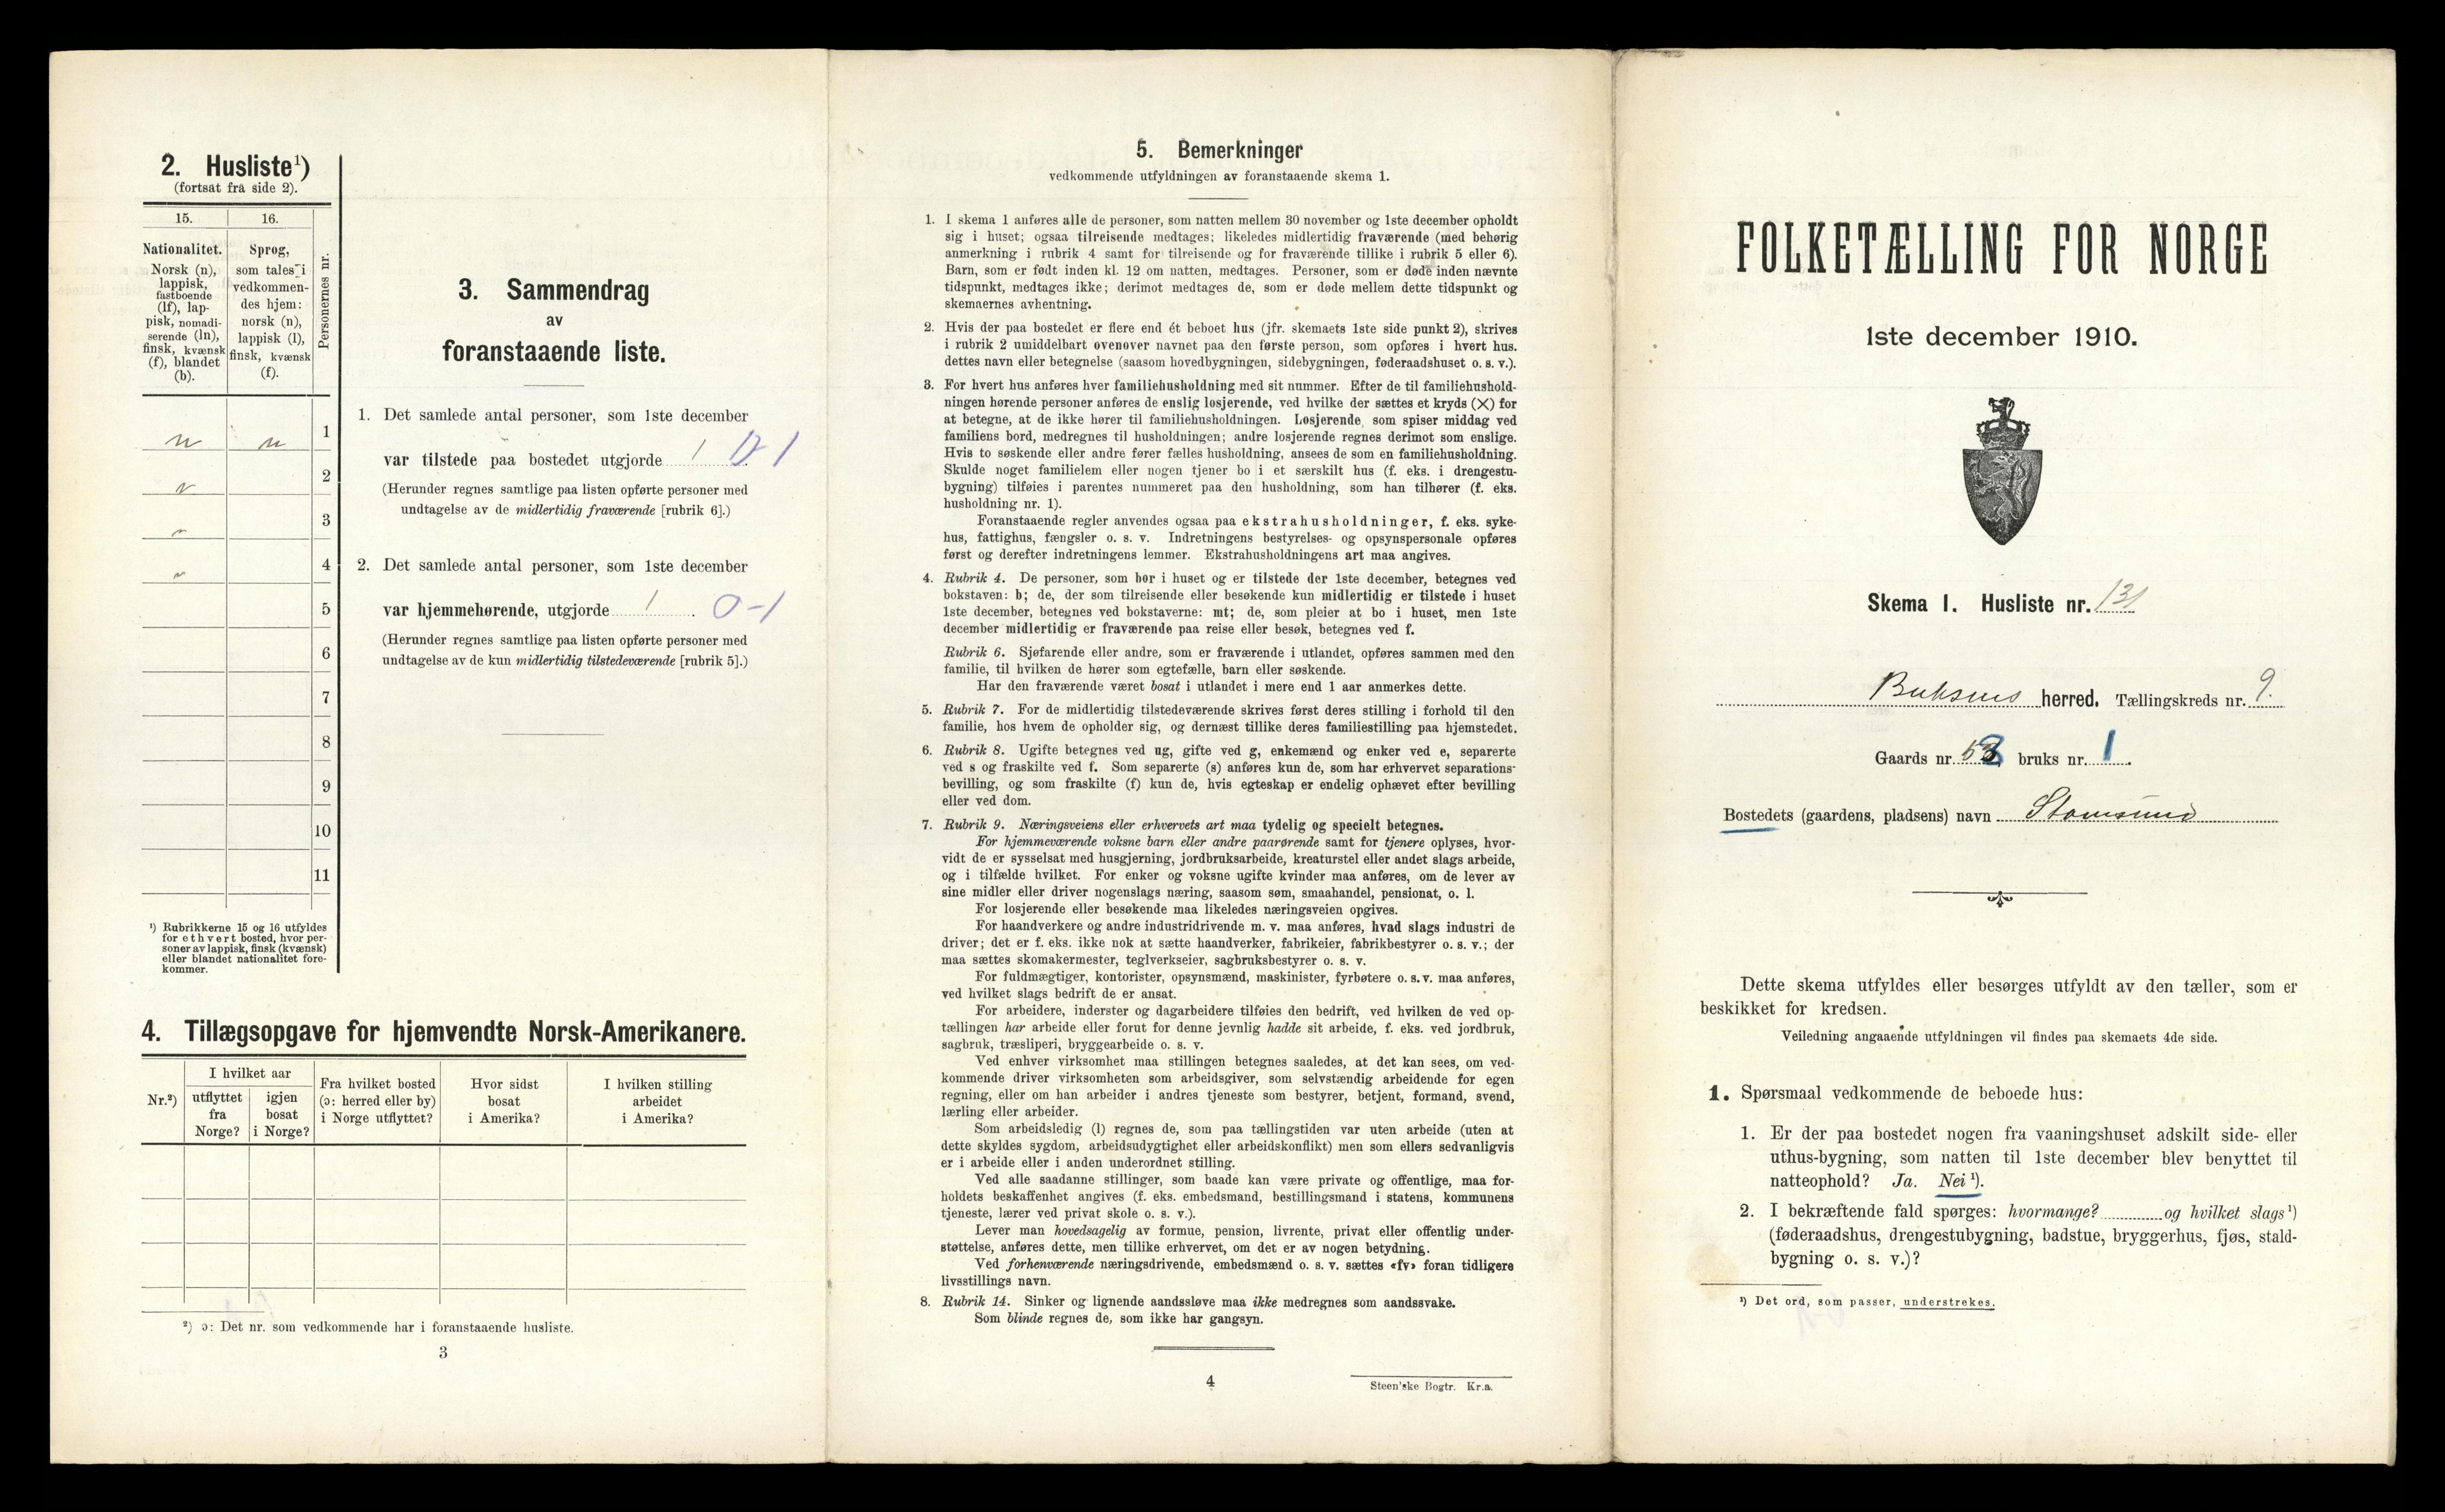 2. Husliste¹)
(fortsat fra side 2).
15. 16.
Nationalitet.
Norsk (n),
lappisk,
fastboende
(lf), lap-
pisk, nomadi-
serende (ln),
finsk, kvænsk
(f), blandet
(b).
Sprog,
som tales i
vedkommen-
des hjem:
norsk (n),
lappisk (l),
finsk, kvænsk
(f).
Personernes nr.
n n 1
2
3
4
5
6
7
8
9
10
11
¹) Rubrikkerne 15 og 16 utfyldes
for ethvert bosted, hvor per-
soner av lappisk, finsk (kvænsk)
eller blandet nationalitet fore-
kommer.
3. Sammendrag
av
foranstaaende liste.
1. Det samlede antal personer, som 1ste december
var tilstede paa bostedet utgjorde 1
(Herunder regnes samtlige paa listen opførte personer med
undtagelse av de midlertidig fraværende [rubrik 6].)
2. Det samlede antal personer, som 1ste december
var hjemmehørende, utgjorde 1. 0-1
(Herunder regnes samtlige paa listen opførte personer med
undtagelse av de kun midlertidig tilstedeværende [rubrik 5].)
4. Tillægsopgave for hjemvendte Norsk-Amerikanere.
Nr.²)
I hvilket aar
utflyttet
fra
Norge?
igjen
bosat
i Norge?
Fra hvilket bosted
(ɔ: herred eller by)
i Norge utflyttet?
Hvor sidst
bosat
i Amerika?
I hvilken stilling
arbeidet
i Amerika?
²) ɔ: Det nr. som vedkommende har i foranstaaende husliste.
3
5. Bemerkninger
vedkommende utfyldningen av foranstaaende skema 1.
1. I skema 1 anføres alle de personer, som natten mellem 30 november og 1ste december opholdt
sig i huset; ogsaa tilreisende medtages; likeledes midlertidig fraværende (med behørig
anmerkning i rubrik 4 samt for tilreisende og for fraværende tillike i rubrik 5 eller 6).
Barn, som er født inden kl. 12 om natten, medtages. Personer, som er døde inden nævnte
tidspunkt, medtages ikke; derimot medtages de, som er døde mellem dette tidspunkt og
skemaernes avhentning.
2. Hvis der paa bostedet er flere end ét beboet hus (jfr. skemaets 1ste side punkt 2), skrives
i rubrik 2 umiddelbart ovenover navnet paa den første person, som opføres i hvert hus.
dettes navn eller betegnelse (saasom hovedbygningen, sidebygningen, føderaadshuset o. s. v.).
3. For hvert hus anføres hver familiehusholdning med sit nummer. Efter de til familiehushold-
ningen hørende personer anføres de enslig losjerende, ved hvilke der sættes et kryds (✕) for
at betegne, at de ikke hører til familiehusholdningen. Losjerende, som spiser middag ved
familiens bord, medregnes til husholdningen; andre losjerende regnes derimot som enslige.
Hvis to søskende eller andre fører fælles husholdning, ansees de som en familiehusholdning.
Skulde noget familielem eller nogen tjener bo i et særskilt hus (f. eks. i drengestu-
bygning) tilføies i parentes nummeret paa den husholdning, som han tilhører (f. eks.
husholdning nr. 1).
Foranstaaende regler anvendes ogsaa paa ekstrahusholdninger, f. eks. syke-
hus, fattighus, fængsler o. s. v. Indretningens bestyrelses- og opsynspersonale opføres
først og derefter indretningens lemmer. Ekstrahusholdningens art maa angives.
4. Rubrik 4. De personer, som bor i huset og er tilstede der 1ste december, betegnes ved
bokstaven: b; de, der som tilreisende eller besøkende kun midlertidig er tilstede i huset
1ste december, betegnes ved bokstaverne: mt; de, som pleier at bo i huset, men 1ste
december midlertidig er fraværende paa reise eller besøk, betegnes ved f.
Rubrik 6. Sjøfarende eller andre, som er fraværende i utlandet, opføres sammen med den
familie, til hvilken de hører som egtefælle, barn eller søskende.
Har den fraværende været bosat i utlandet i mere end 1 aar anmerkes dette.
5. Rubrik 7. For de midlertidig tilstedeværende skrives først deres stilling i forhold til den
familie, hos hvem de opholder sig, og dernæst tillike deres familiestilling paa hjemstedet.
6. Rubrik 8. Ugifte betegnes ved ug, gifte ved g, enkemænd og enker ved e, separerte
ved s og fraskilte ved f. Som separerte (s) anføres kun de, som har erhvervet separations-
bevilling, og som fraskilte (f) kun de, hvis egteskap er endelig ophævet efter bevilling
eller ved dom.
7. Rubrik 9. Næringsveiens eller erhvervets art maa tydelig og specielt betegnes.
For hjemmeværende voksne barn eller andre paarørende samt for tjenere oplyses, hvor-
vidt de er sysselsat med husgjerning, jordbruksarbeide, kreaturstel eller andet slags arbeide,
og i tilfælde hvilket. For enker og voksne ugifte kvinder maa anføres, om de lever av
sine midler eller driver nogenslags næring, saasom søm, smaahandel, pensionat, o. l.
For losjerende eller besøkende maa likeledes næringsveien opgives.
For haandverkere og andre industridrivende m. v. maa anføres, hvad slags industri de
driver; det er f. eks. ikke nok at sætte haandverker, fabrikeier, fabrikbestyrer o. s. v.; der
maa sættes skomakermester, teglverkseier, sagbruksbestyrer o. s. v.
For fuldmægtiger, kontorister, opsynsmænd, maskinister, fyrbøtere o. s. v. maa anføres,
ved hvilket slags bedrift de er ansat.
For arbeidere, inderster og dagarbeidere tilføies den bedrift, ved hvilken de ved op-
tællingen har arbeide eller forut for denne jevnlig hadde sit arbeide, f. eks. ved jordbruk,
sagbruk, træsliperi, bryggearbeide o. s. v.
Ved enhver virksomhet maa stillingen betegnes saaledes, at det kan sees, om ved-
kommende driver virksomheten som arbeidsgiver, som selvstændig arbeidende for egen
regning, eller om han arbeider i andres tjeneste som bestyrer, betjent, formand, svend,
lærling eller arbeider.
Som arbeidsledig (l) regnes de, som paa tællingstiden var uten arbeide (uten at
dette skyldes sygdom, arbeidsudygtighet eller arbeidskonflikt) men som ellers sedvanligvis
er i arbeide eller i anden underordnet stilling.
Ved alle saadanne stillinger, som baade kan være private og offentlige, maa for-
holdets beskaffenhet angives (f. eks. embedsmand, bestillingsmand i statens, kommunens
tjeneste, lærer ved privat skole o. s. v.).
Lever man hovedsagelig av formue, pension, livrente, privat eller offentlig under-
støttelse, anføres dette, men tillike erhvervet, om det er av nogen betydning.
Ved forhenværende næringsdrivende, embedsmænd o. s. v. sættes «fv» foran tidligere
livsstillings navn.
8. Rubrik 14. Sinker og lignende aandssløve maa ikke medregnes som aandssvake.
Som blinde regnes de, som ikke har gangsyn.
4
Steen'ske Bogtr. Kr.a.
FOLKETÆLLING FOR NORGE
1ste december 1910.
Skema 1. Husliste nr. 131
Buksnes herred. Tællingskreds nr. 9.
Gaards nr. 53 bruks nr. 1.
Bostedets (gaardens, pladsens) navn Stamsund
Dette skema utfyldes eller besørges utfyldt av den tæller, som er
beskikket for kredsen.
Veiledning angaaende utfyldningen vil findes paa skemaets 4de side.
1. Spørsmaal vedkommende de beboede hus:
1. Er der paa bostedet nogen fra vaaningshuset adskilt side- eller
uthus-bygning, som natten til 1ste december blev benyttet til
natteophold? Ja. Nei ¹).
2. I bekræftende fald spørges: hvormange? og hvilket slags ¹)
(føderaadshus, drengestubygning, badstue, bryggerhus, fjøs, stald-
bygning o. s. v.)?
¹) Det ord, som passer, understrekes.